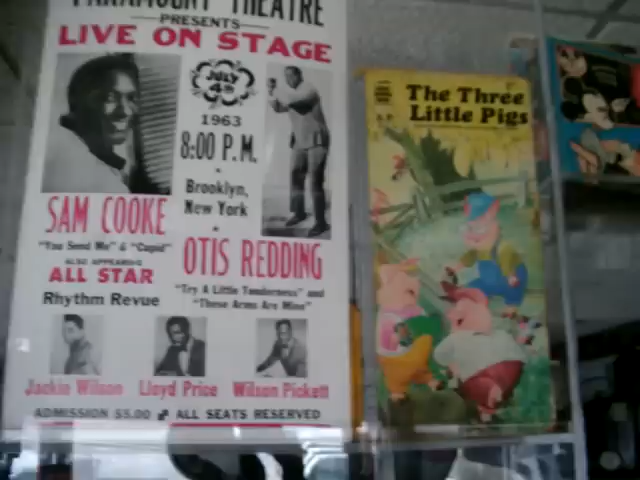 PARAMOUNT THEATRE
PRESENTS
LIVE ON STAGE
JULY
4th
1963
8:00 P.M.
Brooklyn,
New York
SAM COOKE
"You Send Me" & "Cupid"
ALSO APPEARING
ALL STAR
Rhythm Revue
OTIS REDDING
"Try A Little Tenderness" and
"These Arms Are Mine"
Jackie Wilson
Lloyd Price
Wilson Pickett
ADMISSION $5.00
ALL SEATS RESERVED
The Three
Little Pigs